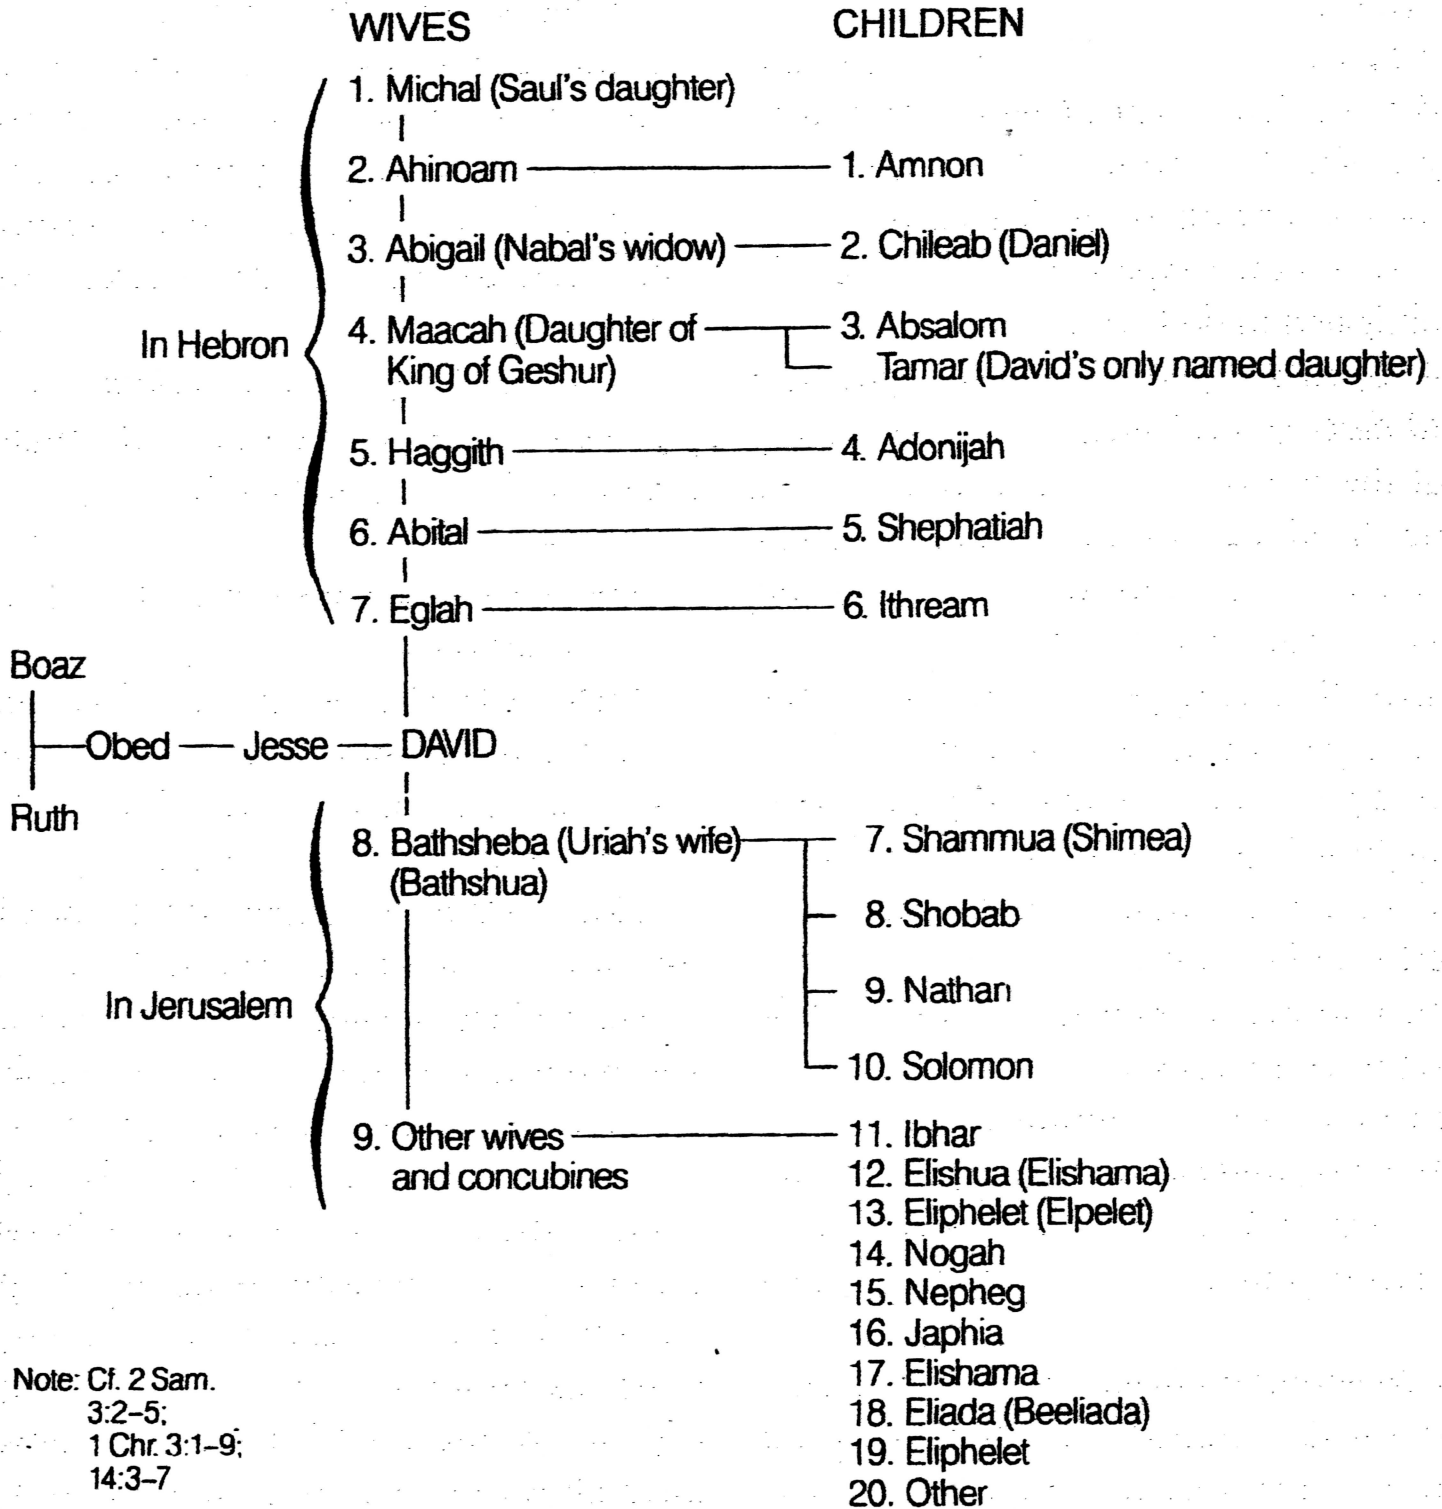 WIVES CHILDREN
1. Michal (Saul's daughter)
2. Ahinoam 1. Amnon
3. Abigail (Nabal's widow) 2. Chileab (Daniel)
In Hebron
4. Maacah (Daughter of 3. Absalom
King of Geshur) Tamar (David's only named daughter)
5. Haggith 4. Adonijah
6. Abital 5. Shephatiah
7. Eglah 6. Ithream
Boaz
Obed Jesse DAVID
Ruth
8. Bathsheba (Uriah's wife) 7. Shammua (Shimea)
(Bathshua)
8. Shobab
9. Nathan
In Jerusalem
10. Solomon
9. Other wives 11. Ibhar
and concubines 12. Elishua (Elishama)
13. Eliphelet (Elpelet)
14. Nogah
15. Nepheg
16. Japhia
17. Elishama
18. Eliada (Beeliada)
19. Eliphelet
20. Other
Note: Cf. 2 Sam.
3:2–5;
1 Chr. 3:1–9;
14:3–7